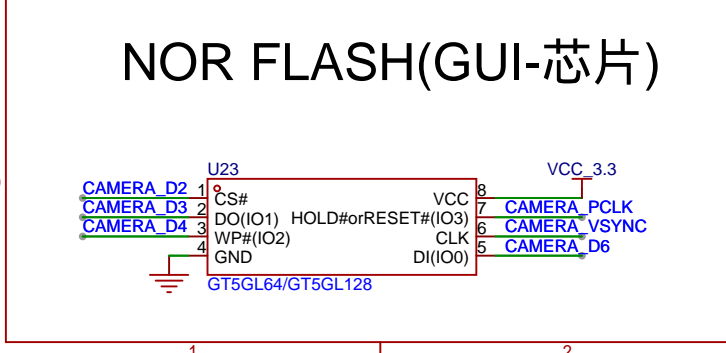 NOR FLASH(GUI-芯片)
U23
VCC_3.3
CAMERA_D2 1 CS# VCC 8
CAMERA_D3 2 DO(IO1) HOLD#orRESET#(IO3) 7 CAMERA_PCLK
CAMERA_D4 3 WP#(IO2) CLK 6 CAMERA_VSYNC
4 GND DI(IO0) 5 CAMERA_D6
GT5GL64/GT5GL128
1 2